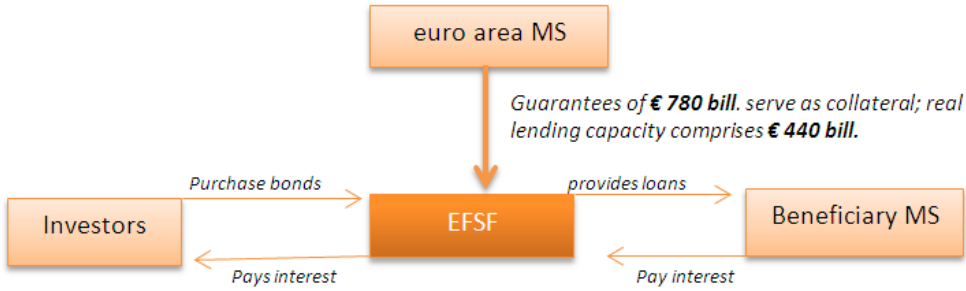 euro area MS
Guarantees of € 780 bill. serve as collateral; real
lending capacity comprises € 440 bill.
Purchase bonds
provides loans
Investors
EFSF
Beneficiary MS
Pays interest
Pay interest